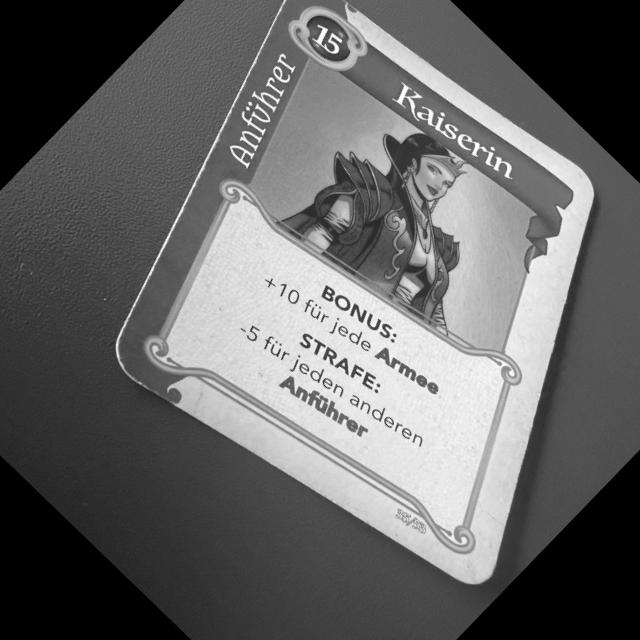 15
Anführer
Kaiserin
BONUS:
+10 für jede Armee
STRAFE:
-5 für jeden anderen
Anführer